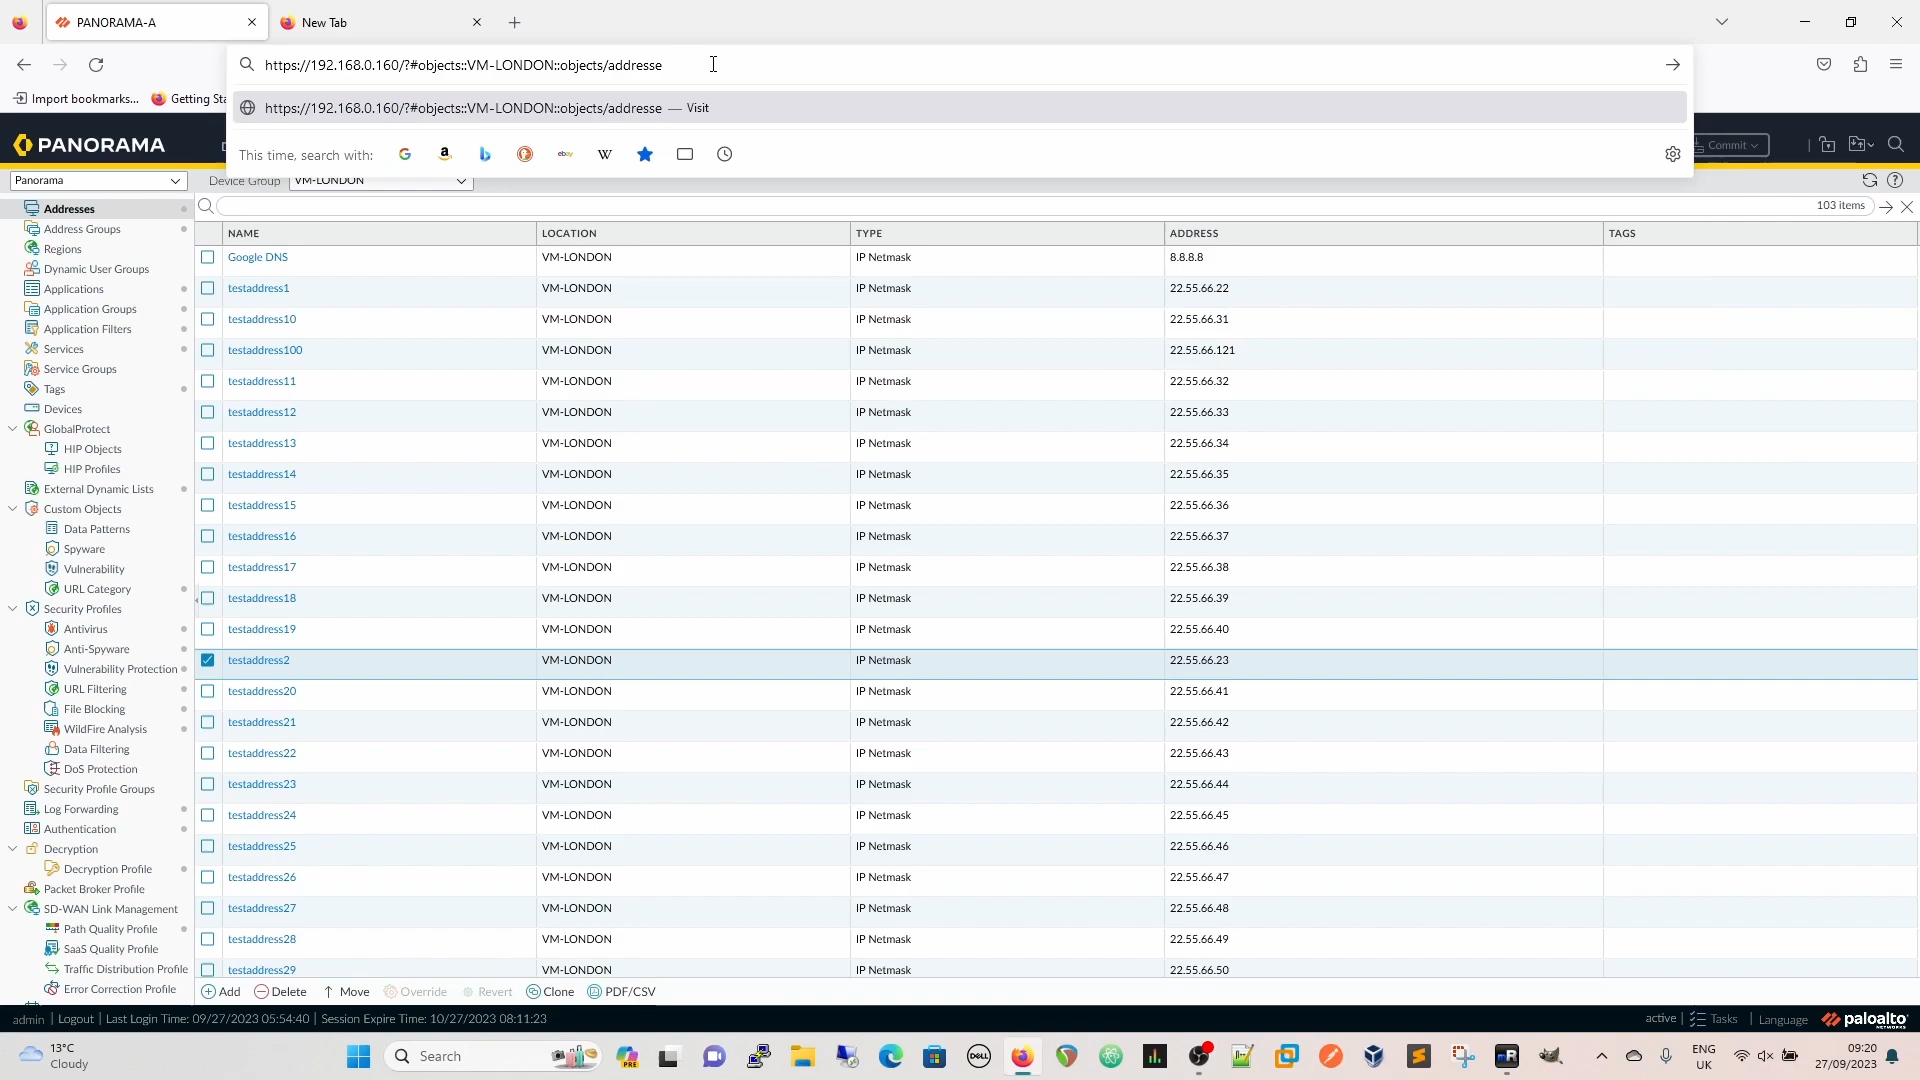 PANORAMA-A
New Tab
https://192.168.0.160/?#objects::VM-LONDON::objects/addresse
Import bookmarks...
Getting Sta
https://192.168.0.160/?#objects::VM-LONDON::objects/addresse — Visit
PANORAMA
This time, search with:
Commit
Panorama
Device Group
VM-LONDON
103 items
Addresses
Address Groups
Regions
Dynamic User Groups
Applications
Application Groups
Application Filters
Services
Service Groups
Tags
Devices
GlobalProtect
HIP Objects
HIP Profiles
External Dynamic Lists
Custom Objects
Data Patterns
Spyware
Vulnerability
URL Category
Security Profiles
Antivirus
Anti-Spyware
Vulnerability Protection
URL Filtering
File Blocking
WildFire Analysis
Data Filtering
DoS Protection
Security Profile Groups
Log Forwarding
Authentication
Decryption
Decryption Profile
Packet Broker Profile
SD-WAN Link Management
Path Quality Profile
SaaS Quality Profile
Traffic Distribution Profile
Error Correction Profile
NAME LOCATION TYPE ADDRESS TAGS
Google DNS VM-LONDON IP Netmask 8.8.8.8
testaddress1 VM-LONDON IP Netmask 22.55.66.22
testaddress10 VM-LONDON IP Netmask 22.55.66.31
testaddress100 VM-LONDON IP Netmask 22.55.66.121
testaddress11 VM-LONDON IP Netmask 22.55.66.32
testaddress12 VM-LONDON IP Netmask 22.55.66.33
testaddress13 VM-LONDON IP Netmask 22.55.66.34
testaddress14 VM-LONDON IP Netmask 22.55.66.35
testaddress15 VM-LONDON IP Netmask 22.55.66.36
testaddress16 VM-LONDON IP Netmask 22.55.66.37
testaddress17 VM-LONDON IP Netmask 22.55.66.38
testaddress18 VM-LONDON IP Netmask 22.55.66.39
testaddress19 VM-LONDON IP Netmask 22.55.66.40
testaddress2 VM-LONDON IP Netmask 22.55.66.23
testaddress20 VM-LONDON IP Netmask 22.55.66.41
testaddress21 VM-LONDON IP Netmask 22.55.66.42
testaddress22 VM-LONDON IP Netmask 22.55.66.43
testaddress23 VM-LONDON IP Netmask 22.55.66.44
testaddress24 VM-LONDON IP Netmask 22.55.66.45
testaddress25 VM-LONDON IP Netmask 22.55.66.46
testaddress26 VM-LONDON IP Netmask 22.55.66.47
testaddress27 VM-LONDON IP Netmask 22.55.66.48
testaddress28 VM-LONDON IP Netmask 22.55.66.49
testaddress29 VM-LONDON IP Netmask 22.55.66.50
Add Delete Move Override Revert Clone PDF/CSV
admin | Logout | Last Login Time: 09/27/2023 05:54:40 | Session Expire Time: 10/27/2023 08:11:23
active | Tasks | Language paloalto
NETWORKS
13°C
Cloudy
Search
PRE
DELL
ENG
UK
09:20
27/09/2023